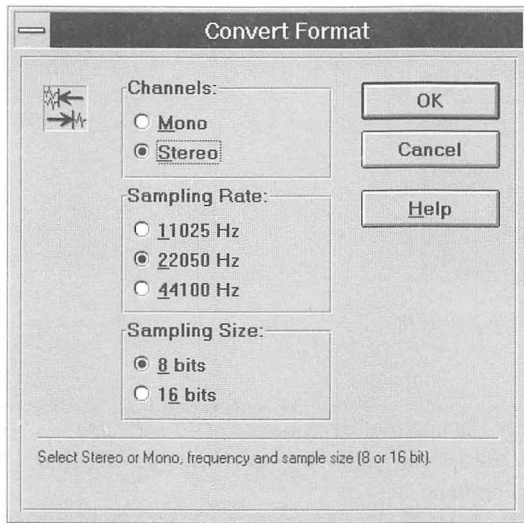 Convert Format
Channels:
Mono
Stereo
Sampling Rate:
11025 Hz
22050 Hz
44100 Hz
Sampling Size:
8 bits
16 bits
OK
Cancel
Help
Select Stereo or Mono, frequency and sample size (8 or 16 bit).